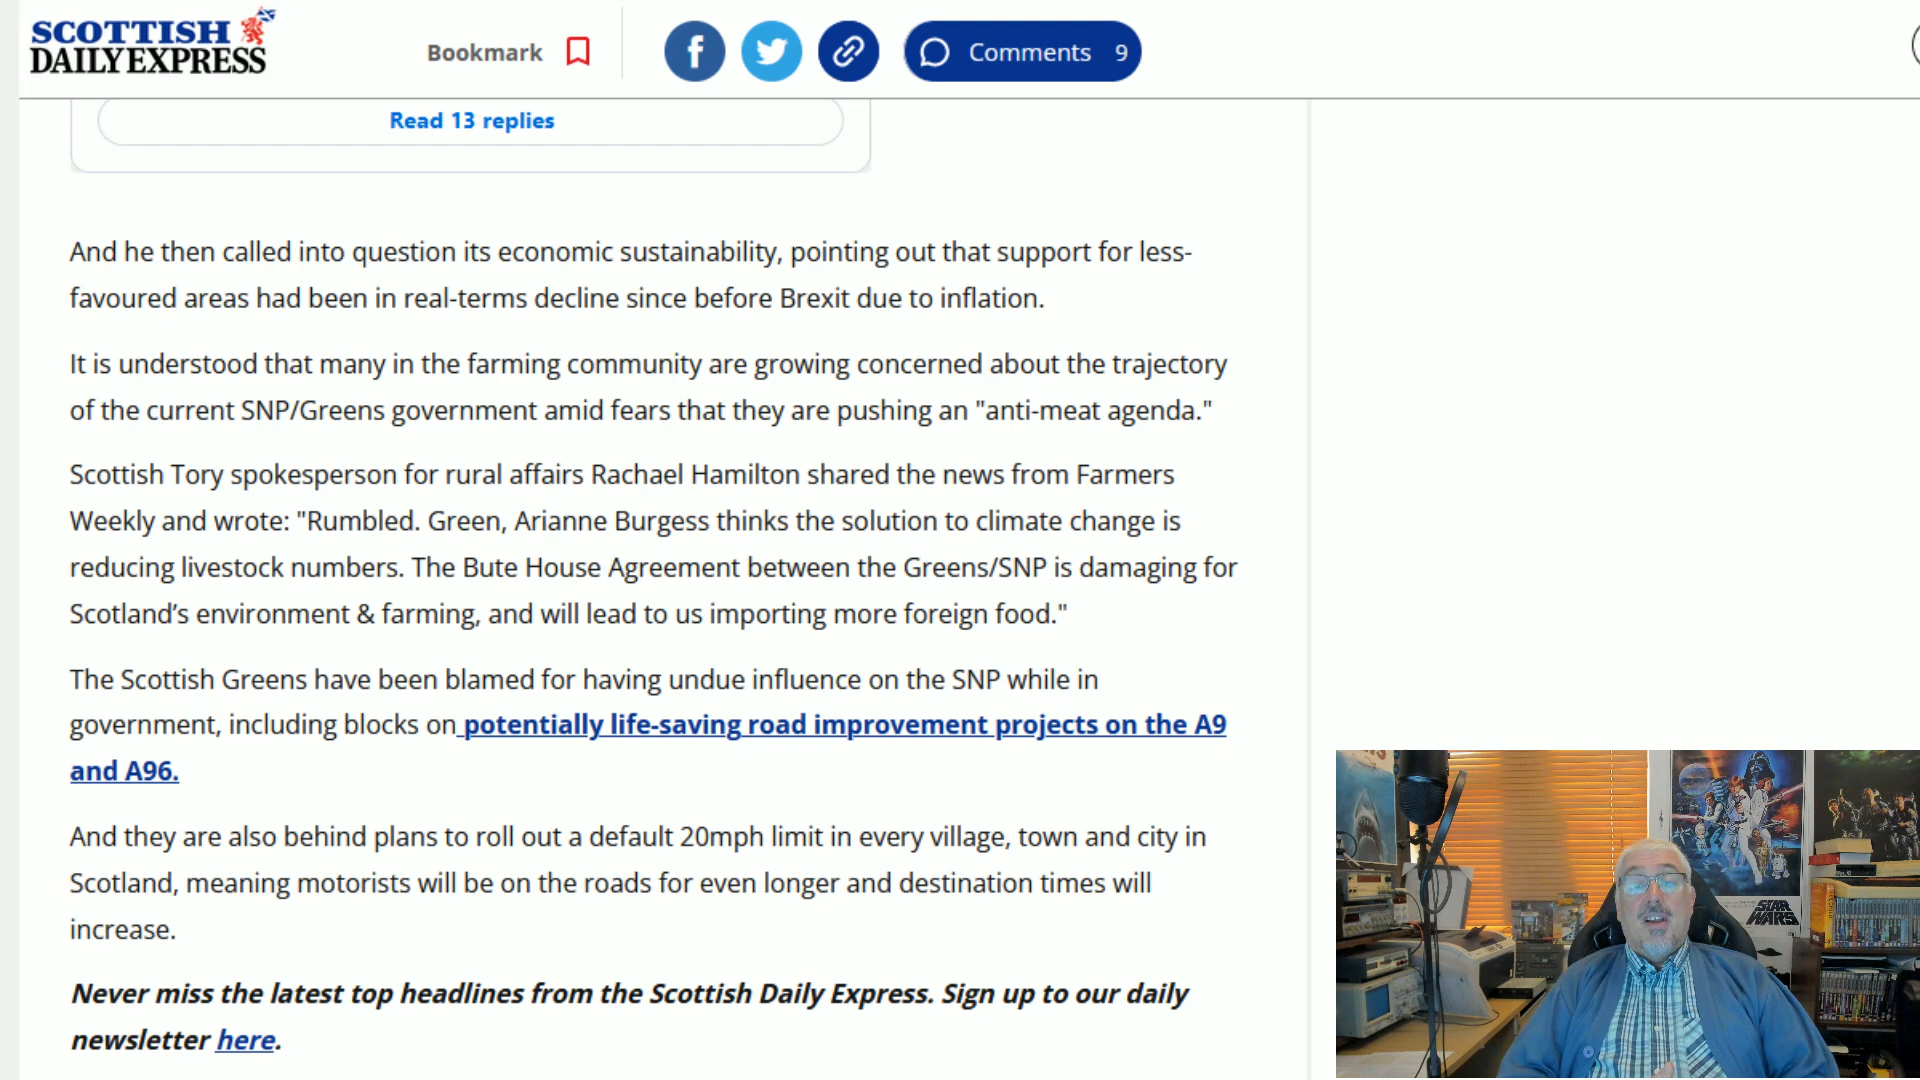 SCOTTISH
DAILY EXPRESS
Bookmark
Comments 9
Read 13 replies
And he then called into question its economic sustainability, pointing out that support for less-
favoured areas had been in real-terms decline since before Brexit due to inflation.
It is understood that many in the farming community are growing concerned about the trajectory
of the current SNP/Greens government amid fears that they are pushing an "anti-meat agenda."
Scottish Tory spokesperson for rural affairs Rachael Hamilton shared the news from Farmers
Weekly and wrote: "Rumbled. Green, Arianne Burgess thinks the solution to climate change is
reducing livestock numbers. The Bute House Agreement between the Greens/SNP is damaging for
Scotland’s environment & farming, and will lead to us importing more foreign food."
The Scottish Greens have been blamed for having undue influence on the SNP while in
government, including blocks on potentially life-saving road improvement projects on the A9
and A96.
And they are also behind plans to roll out a default 20mph limit in every village, town and city in
Scotland, meaning motorists will be on the roads for even longer and destination times will
increase.
Never miss the latest top headlines from the Scottish Daily Express. Sign up to our daily
newsletter here.
STAR
WARS